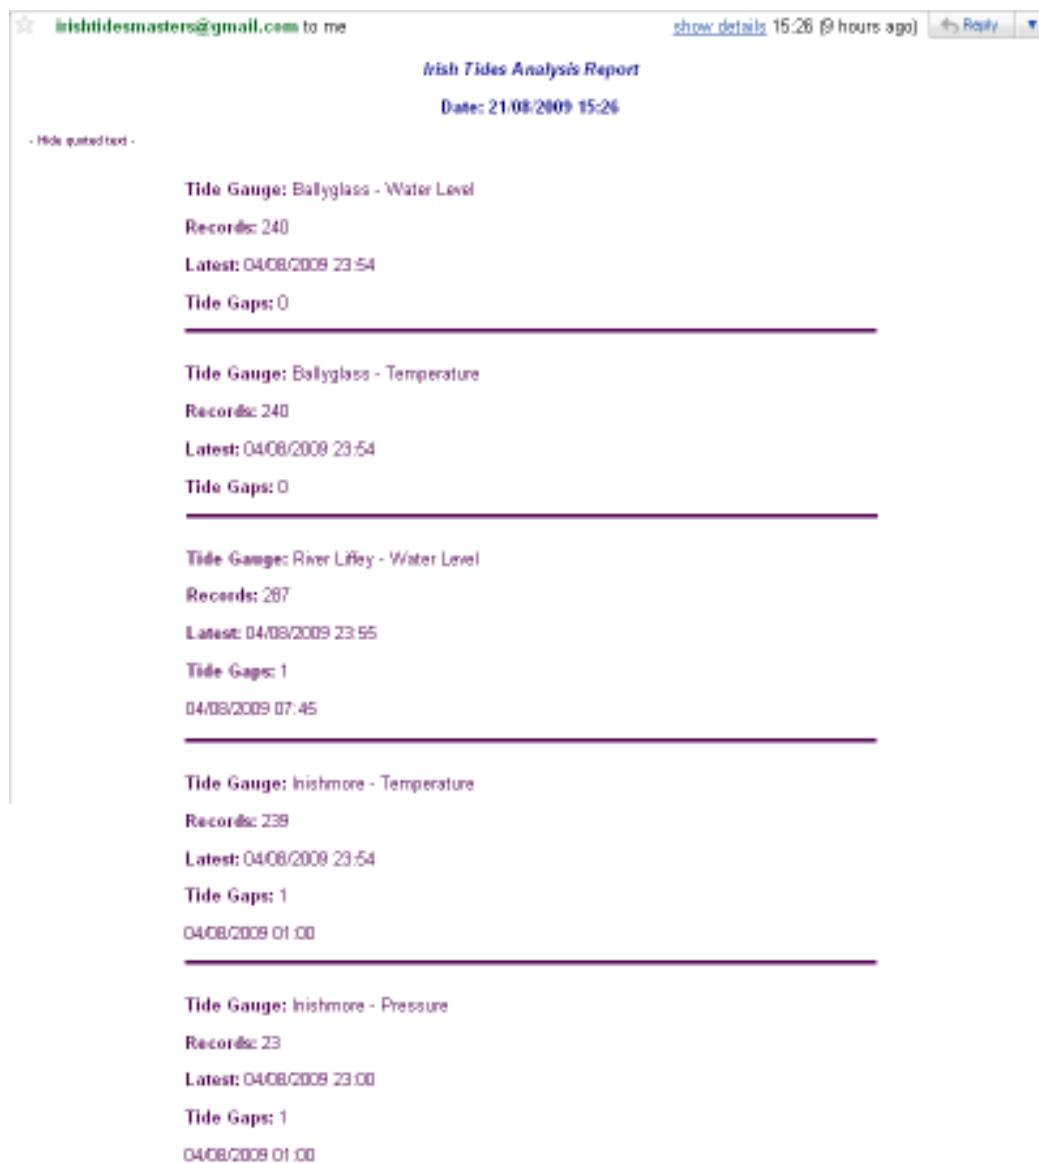 irishtidesmasters@gmail.com to me show details 15:26 (9 hours ago) Reply
Irish Tides Analysis Report
Date: 21/08/2009 15:26
- Hide quoted text -
Tide Gauge: Ballyglass - Water Level
Records: 240
Latest: 04/08/2009 23:54
Tide Gaps: 0
Tide Gauge: Ballyglass - Temperature
Records: 240
Latest: 04/08/2009 23:54
Tide Gaps: 0
Tide Gauge: River Liffey - Water Level
Records: 287
Latest: 04/08/2009 23:55
Tide Gaps: 1
04/08/2009 07:45
Tide Gauge: Inishmore - Temperature
Records: 239
Latest: 04/08/2009 23:54
Tide Gaps: 1
04/08/2009 01:00
Tide Gauge: Inishmore - Pressure
Records: 23
Latest: 04/08/2009 23:00
Tide Gaps: 1
04/08/2009 01:00